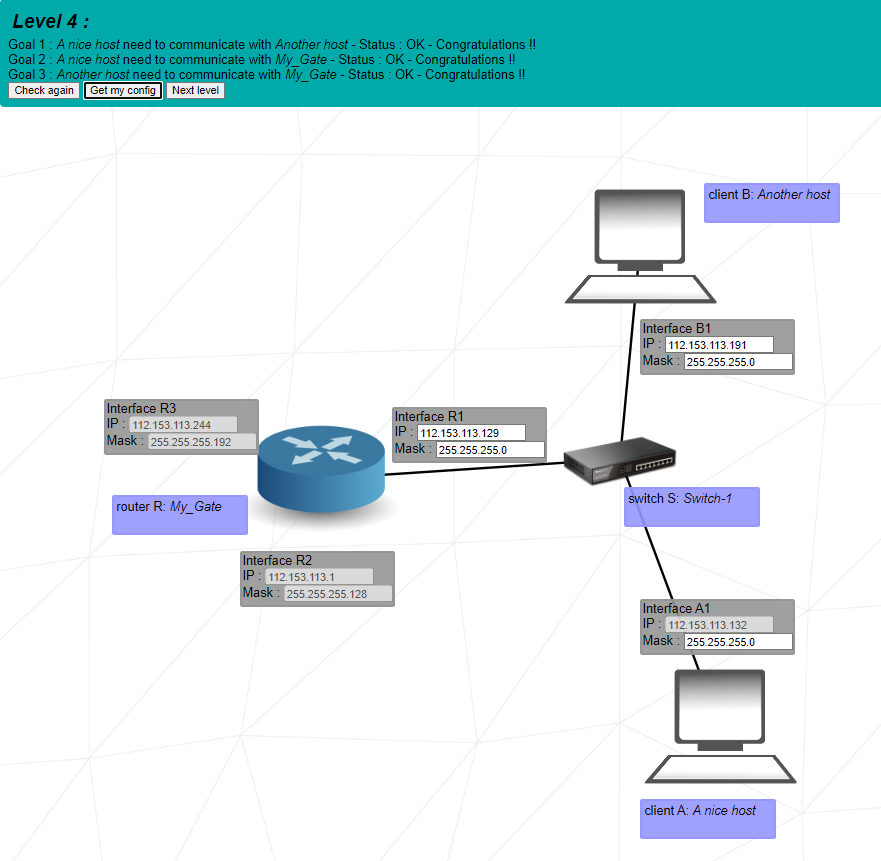 Level 4 :
Goal 1 : A nice host need to communicate with Another host - Status : OK - Congratulations !!
Goal 2 : A nice host need to communicate with My_Gate - Status : OK - Congratulations !!
Goal 3 : Another host need to communicate with My_Gate - Status : OK - Congratulations !!
Check again Get my config Next level
client B: Another host
Interface B1
IP : 112.153.113.191
Mask : 255.255.255.0
Interface R3
IP : 112.153.113.244
Mask : 255.255.255.192
Interface R1
IP : 112.153.113.129
Mask : 255.255.255.0
router R: My_Gate
switch S: Switch-1
Interface R2
IP : 112.153.113.1
Mask : 255.255.255.128
Interface A1
IP : 112.153.113.132
Mask : 255.255.255.0
client A: A nice host